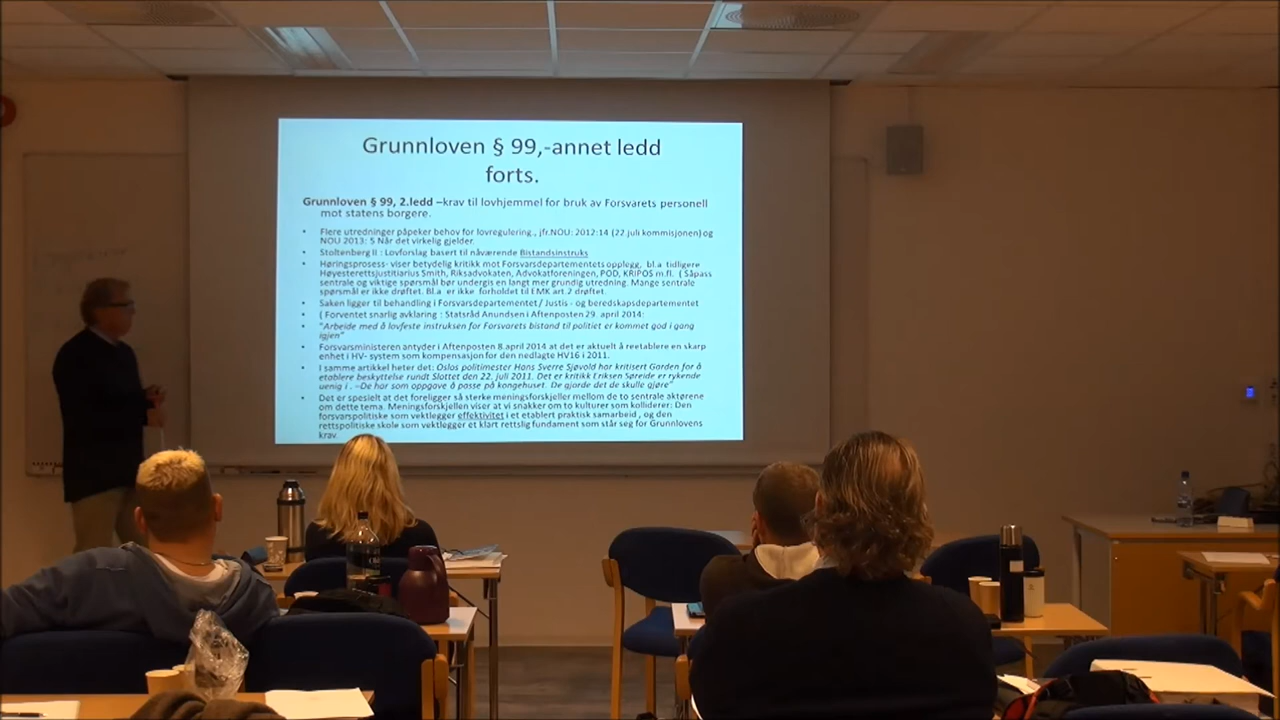 Grunnloven § 99,-annet ledd
forts.
Grunnloven § 99, 2.ledd –krav til lovhjemmel for bruk av Forsvarets personell
mot statens borgere.
• Flere utredninger påpeker behov for lovregulering., jfr.NOU: 2012:14 (22.juli kommisjonen) og
NOU 2013: 5 Når det virkelig gjelder.
• Stoltenberg II : Lovforslag basert til nåværende Bistandsinstruks
• Høringsprosess- viser betydelig kritikk mot Forsvarsdepartementets opplegg, bl.a tidligere
Høyesterettsjustitiarius Smith, Riksadvokaten, Advokatforeningen, POD, KRIPOS m.fl. ( Såpass
sentrale og viktige spørsmål bør undergis en langt mer grundig utredning. Mange sentrale
spørsmål er ikke drøftet. Bl.a er ikke forholdet til EMK art.2 drøftet.
• Saken ligger til behandling i Forsvarsdepartementet / Justis - og beredskapsdepartementet
• ( Forventet snarlig avklaring : Statsråd Anundsen i Aftenposten 29. april 2014:
• "Arbeide med å lovfeste instruksen for Forsvarets bistand til politiet er kommet god i gang
igjen"
• Forsvarsministeren antyder i Aftenposten 8.april 2014 at det er aktuelt å reetablere en skarp
enhet i HV- system som kompensasjon for den nedlagte HV16 i 2011.
• I samme artikkel heter det: Oslos politimester Hans Sverre Sjøvold har kritisert Garden for å
etablere beskyttelse rundt Slottet den 22. juli 2011. Det er kritikk Eriksen Søreide er rykende
uenig i . –De har som oppgave å passe på kongehuset. De gjorde det de skulle gjøre"
• Det er spesielt at det foreligger så sterke meningsforskjeller mellom de to sentrale aktørene
om dette tema. Meningsforskjellen viser at vi snakker om to kulturer som kolliderer: Den
forsvarspolitiske som vektlegger effektivitet i et etablert praktisk samarbeid , og den
rettspolitiske skole som vektlegger et klart rettslig fundament som står seg for Grunnlovens
krav.